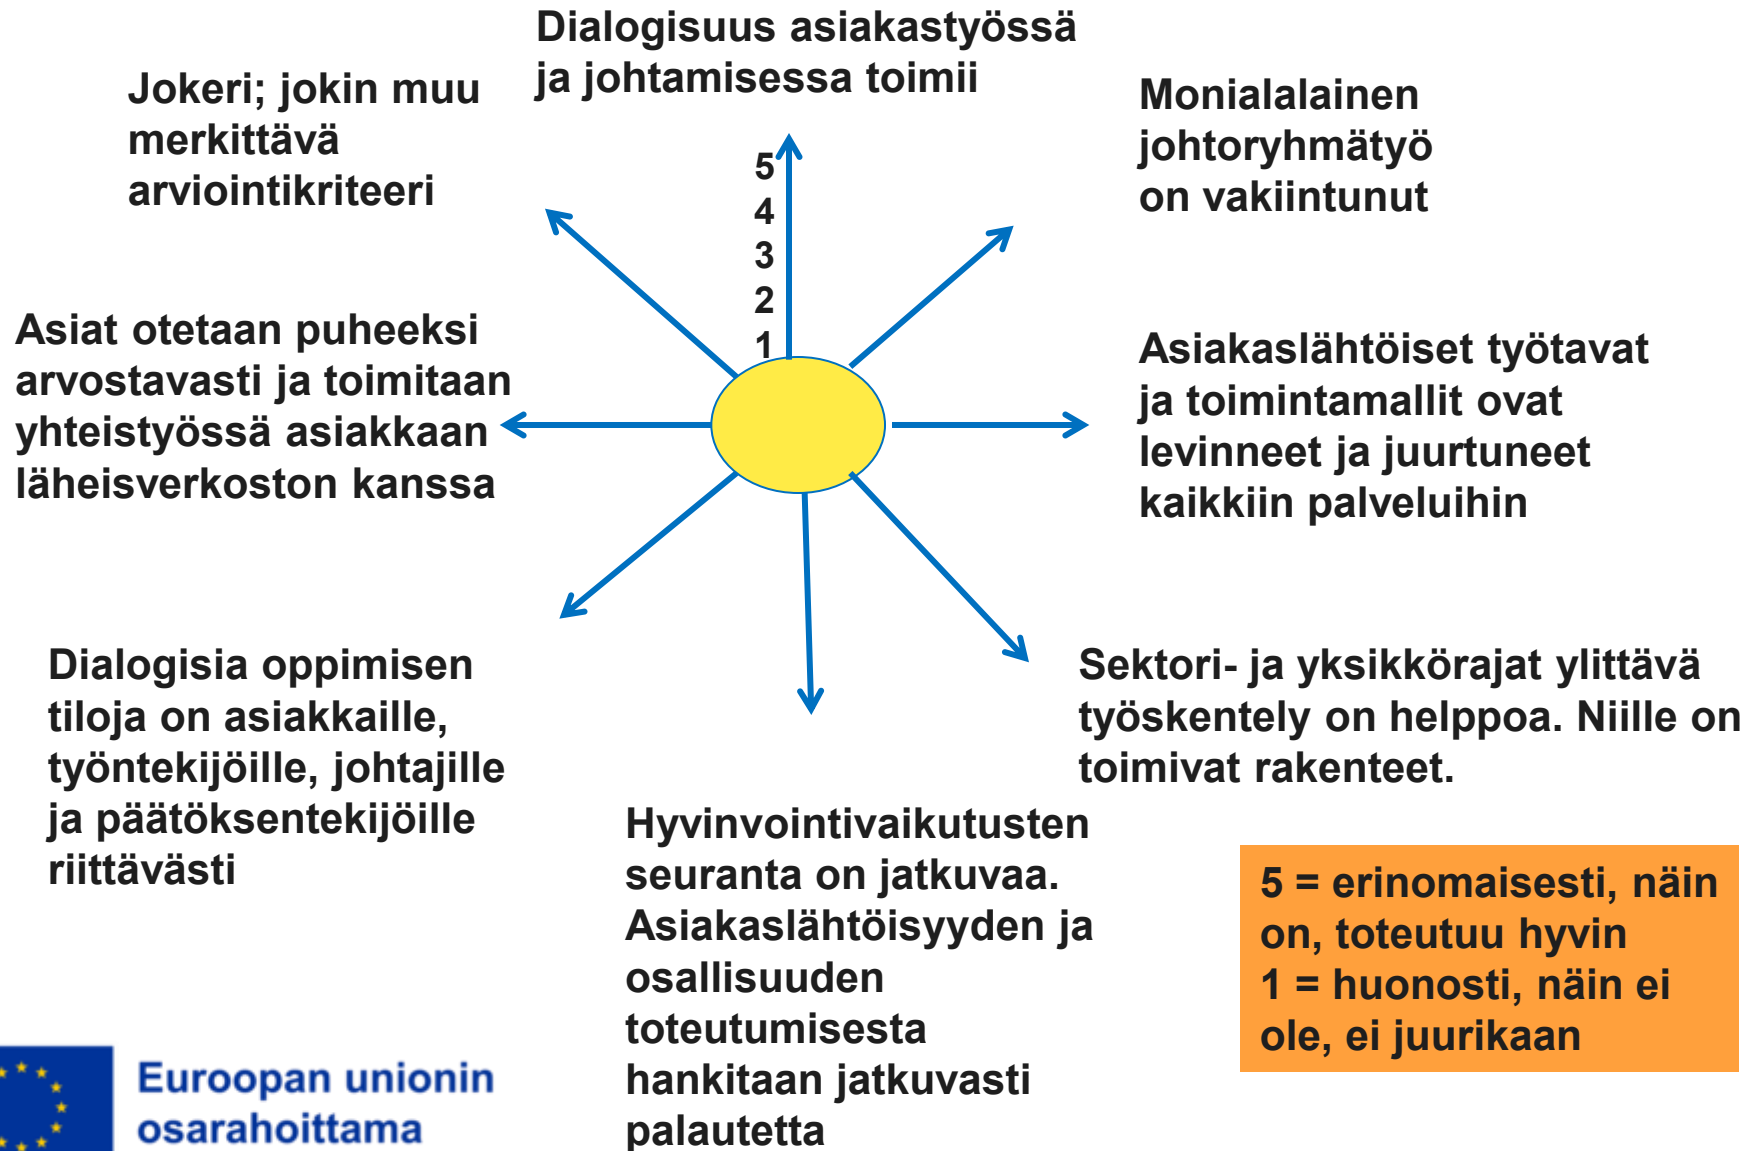 Dialogisuus asiakastyössä
ja johtamisessa toimii
Jokeri; jokin muu
merkittävä
arviointikriteeri
Monialalainen
johtoryhmätyö
on vakiintunut
5
4
3
2
1
Asiat otetaan puheeksi
arvostavasti ja toimitaan
yhteistyössä asiakkaan
läheisverkoston kanssa
Asiakaslähtöiset työtavat
ja toimintamallit ovat
levinneet ja juurtuneet
kaikkiin palveluihin
Dialogisia oppimisen
tiloja on asiakkaille,
työntekijöille, johtajille
ja päätöksentekijöille
riittävästi
Sektori- ja yksikkörajat ylittävä
työskentely on helppoa. Niille on
toimivat rakenteet.
Hyvinvointivaikutusten
seuranta on jatkuvaa.
Asiakaslähtöisyyden ja
osallisuuden
toteutumisesta
hankitaan jatkuvasti
palautetta
5 = erinomaisesti, näin
on, toteutuu hyvin
1 = huonosti, näin ei
ole, ei juurikaan
Euroopan unionin
osarahoittama